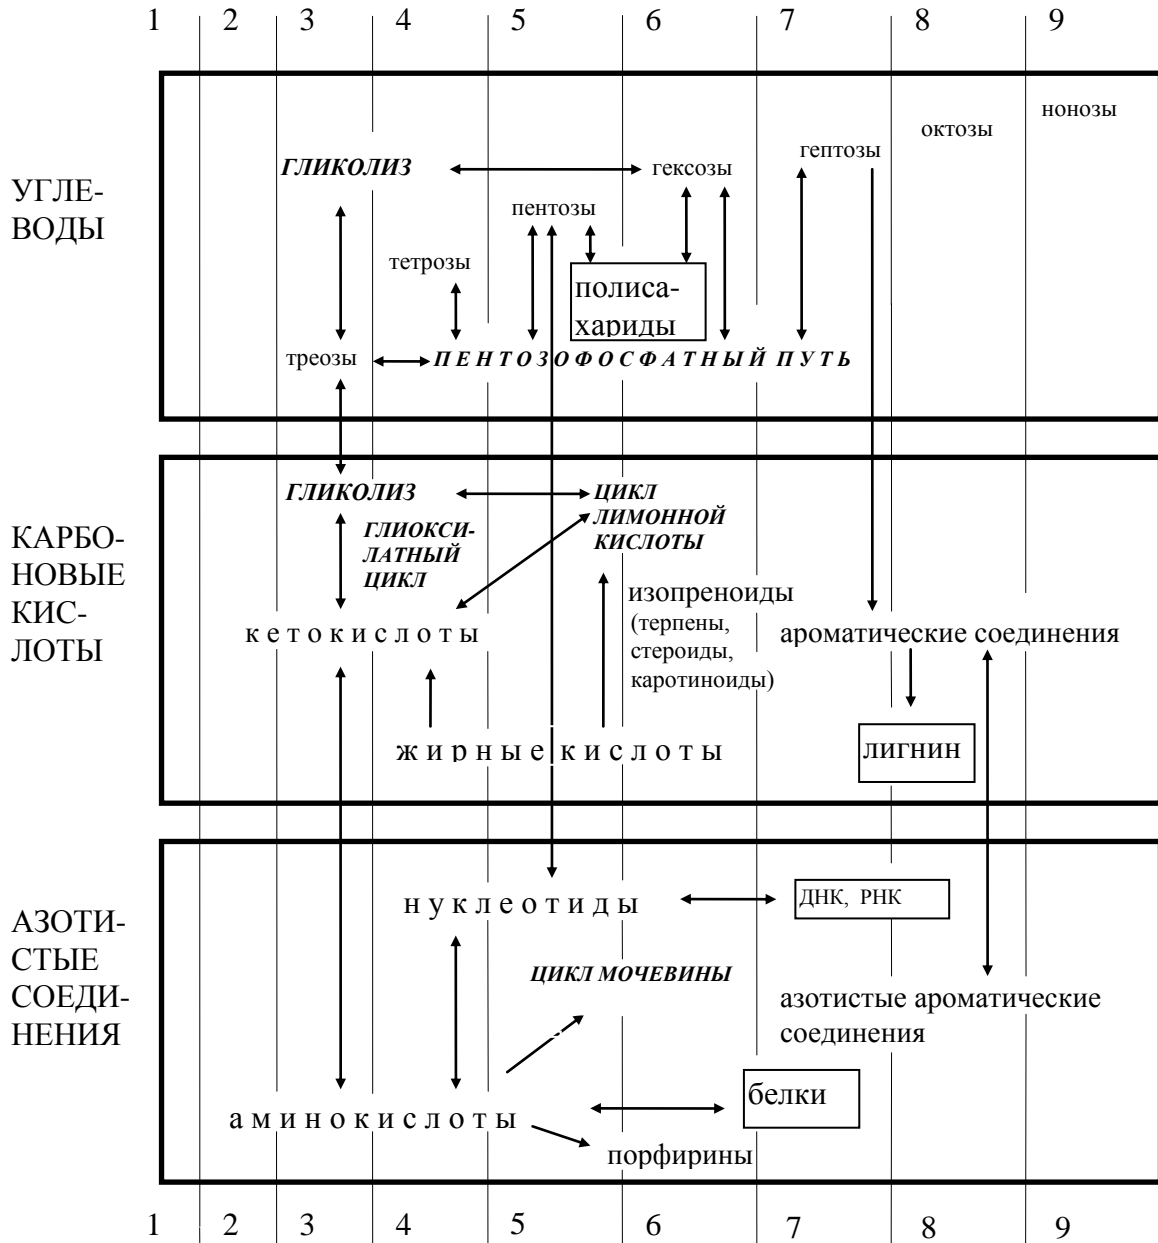 1 2 3 4 5 6 7 8 9
УГЛЕ-
ВОДЫ
нонозы
октозы
гептозы
ГЛИКОЛИЗ
гексозы
пентозы
тетрозы
полиса-
хариды
треозы
ПЕНТОЗОФОСФАТНЫЙ ПУТЬ
КАРБО-
НОВЫЕ
КИС-
ЛОТЫ
ГЛИКОЛИЗ
ЦИКЛ
ЛИМОННОЙ
КИСЛОТЫ
ГЛИОКСИ-
ЛАТНЫЙ
ЦИКЛ
изопреноиды
(терпены,
стероиды,
каротиноиды)
кетокислоты
ароматические соединения
жирные кислоты
лигнин
АЗОТИ-
СТЫЕ
СОЕДИ-
НЕНИЯ
нуклеотиды
ДНК, РНК
ЦИКЛ МОЧЕВИНЫ
азотистые ароматические
соединения
белки
аминокислоты
порфирины
1 2 3 4 5 6 7 8 9